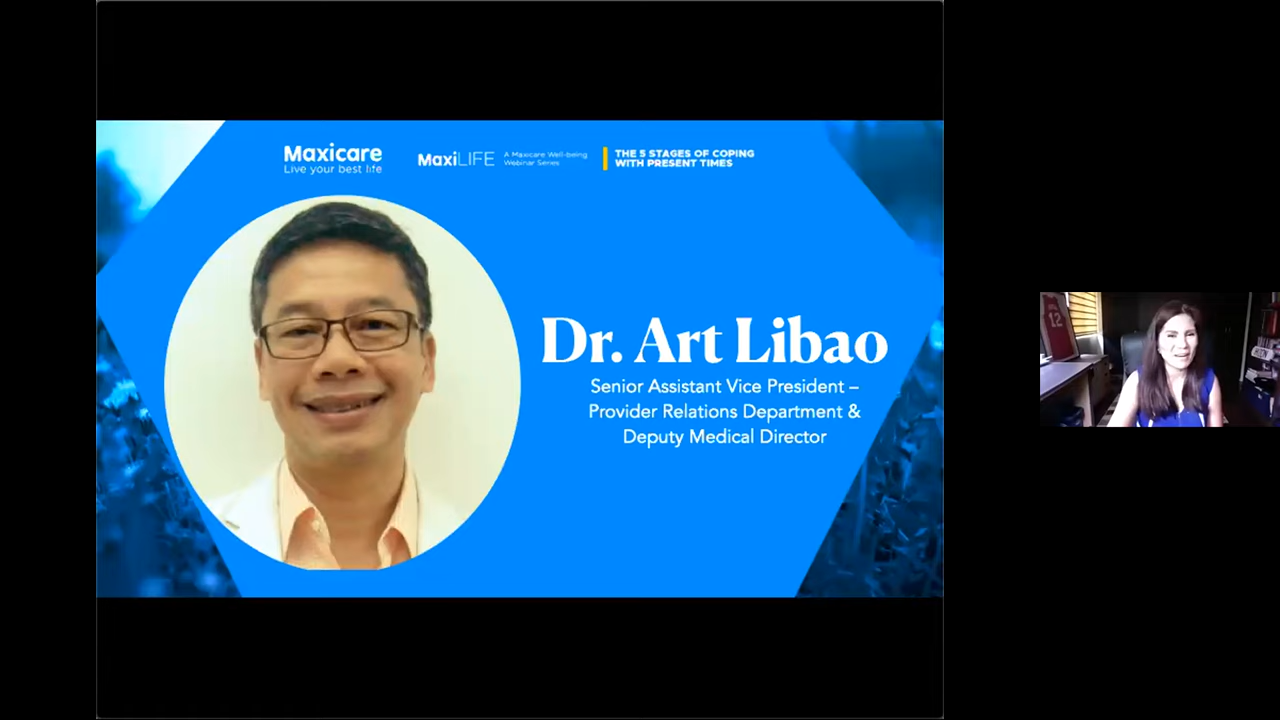 Maxicare
Live your best life
MaxiLIFE
A Maxicare Well-being
Webinar Series
THE 5 STAGES OF COPING
WITH PRESENT TIMES
Dr. Art Libao
Senior Assistant Vice President –
Provider Relations Department &
Deputy Medical Director
12